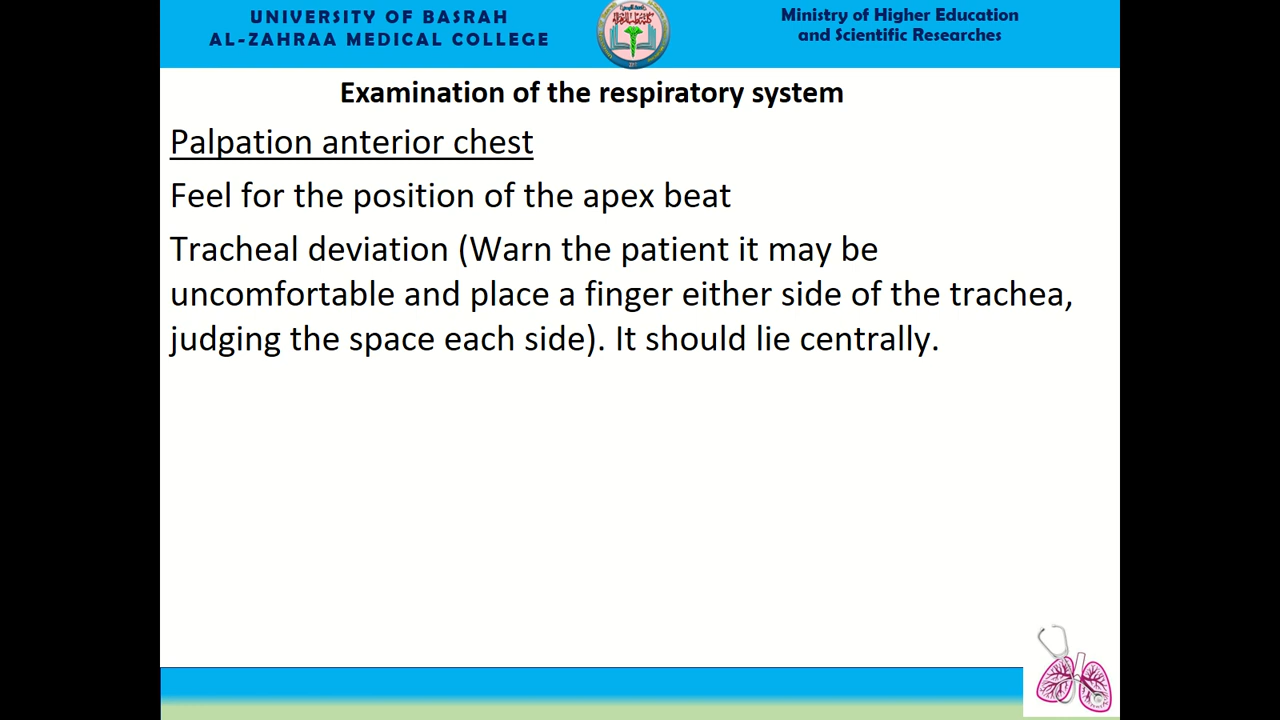 UNIVERSITY OF BASRAH
AL-ZAHRAA MEDICAL COLLEGE
Ministry of Higher Education
and Scientific Researches
Examination of the respiratory system
Palpation anterior chest
Feel for the position of the apex beat
Tracheal deviation (Warn the patient it may be
uncomfortable and place a finger either side of the trachea,
judging the space each side). It should lie centrally.